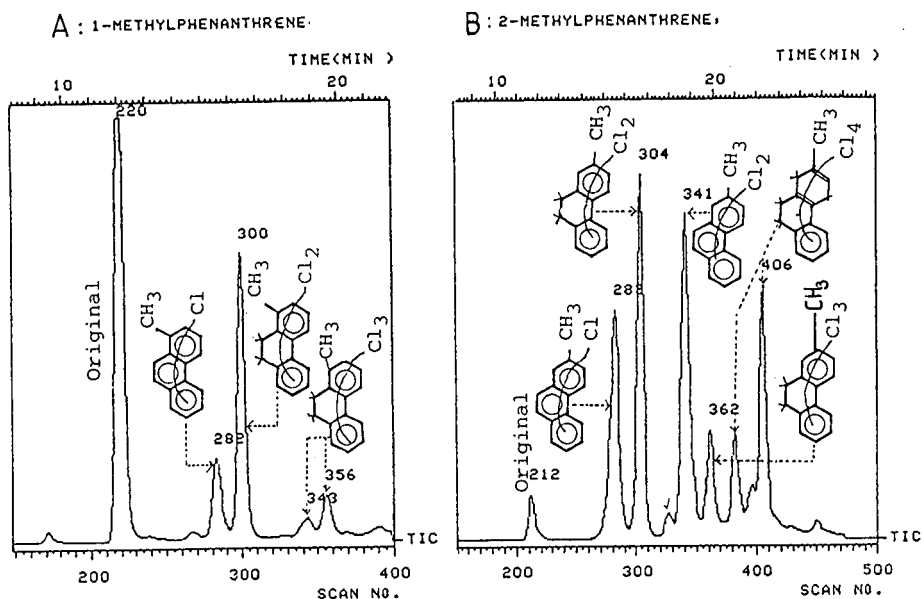 A : 1-METHYLPHENANTHRENE.
TIME(MIN )
10
20
220
Original
CH3
Cl
282
300
CH3
Cl2
CH3
Cl3
343
356
TIC
200
300
400
SCAN NO.
B : 2-METHYLPHENANTHRENE,
TIME(MIN )
10
20
CH3
Cl2
304
341
CH3
Cl2
CH3
Cl4
406
CH3
Cl
CH3
Cl3
362
Original
212
TIC
200
300
400
500
SCAN NO.